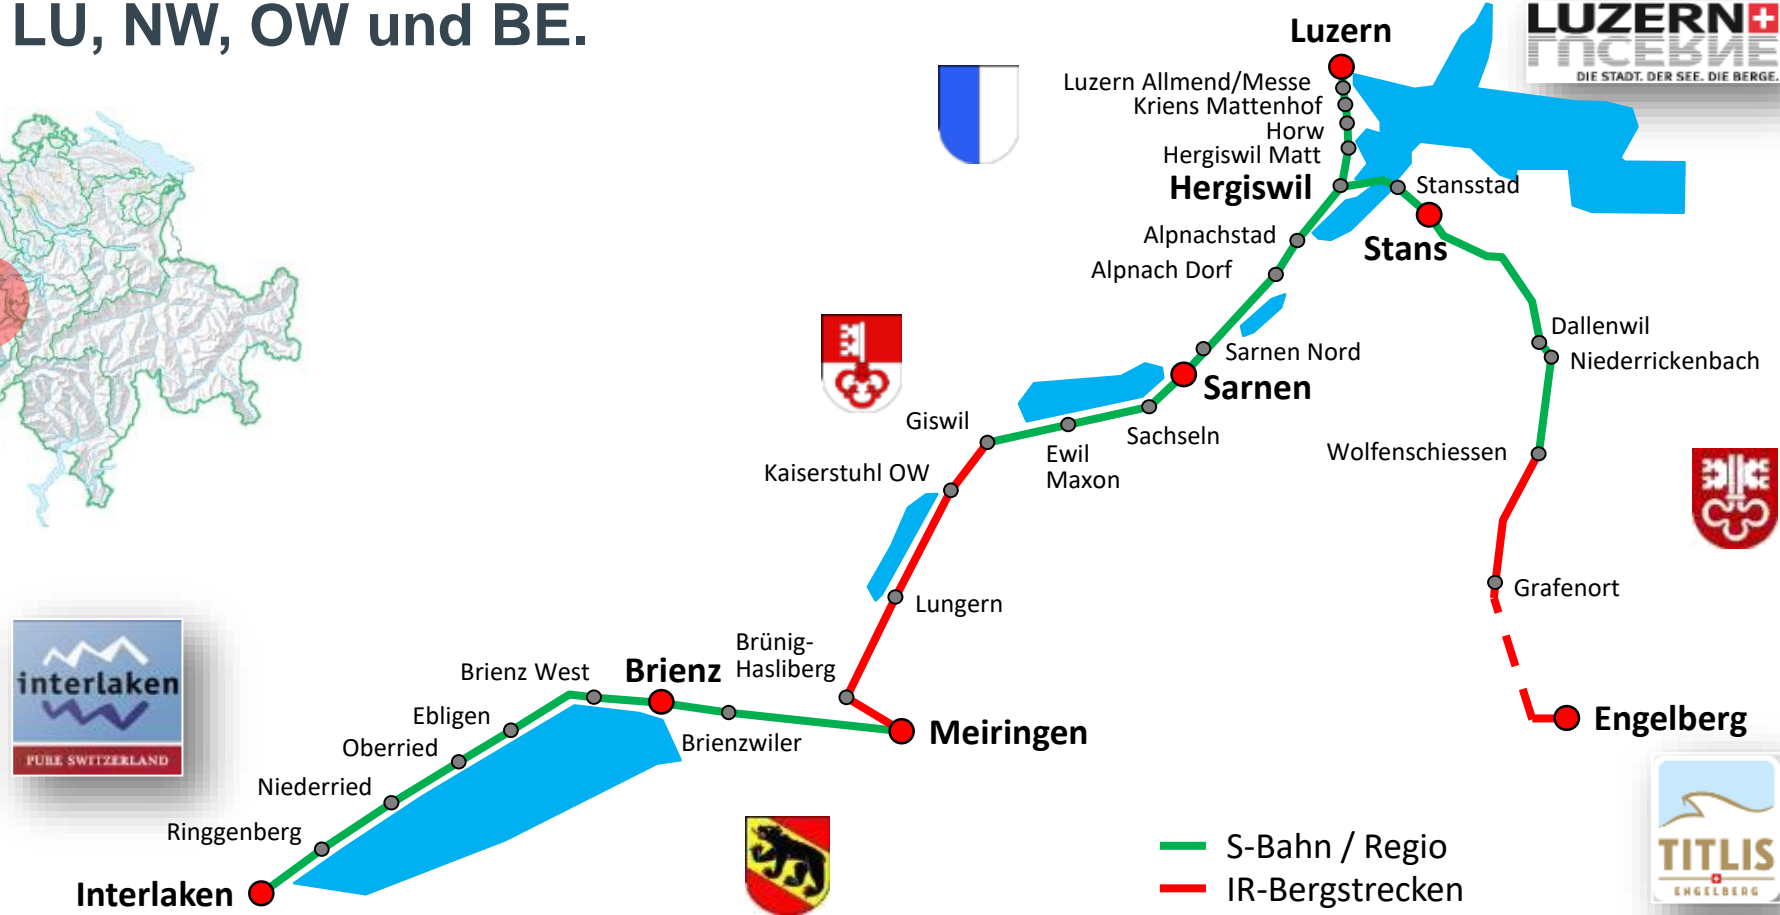 LU, NW, OW und BE.
LUZERN
LUCERNE
DIE STADT. DER SEE. DIE BERGE.
Luzern
Luzern Allmend/Messe
Kriens Mattenhof
Horw
Hergiswil Matt
Hergiswil
Stansstad
Stans
Alpnachstad
Alpnach Dorf
Dallenwil
Niederrickenbach
Sarnen Nord
Sarnen
Giswil
Sachseln
Ewil
Maxon
Wolfenschiessen
Kaiserstuhl OW
Grafenort
Lungern
Brünig-
Hasliberg
Brienz West
Brienz
Ebligen
Oberried
Brienzwiler
Meiringen
Engelberg
Niederried
Ringgenberg
Interlaken
interlaken
PURE SWITZERLAND
S-Bahn / Regio
IR-Bergstrecken
TITLIS
ENGELBERG